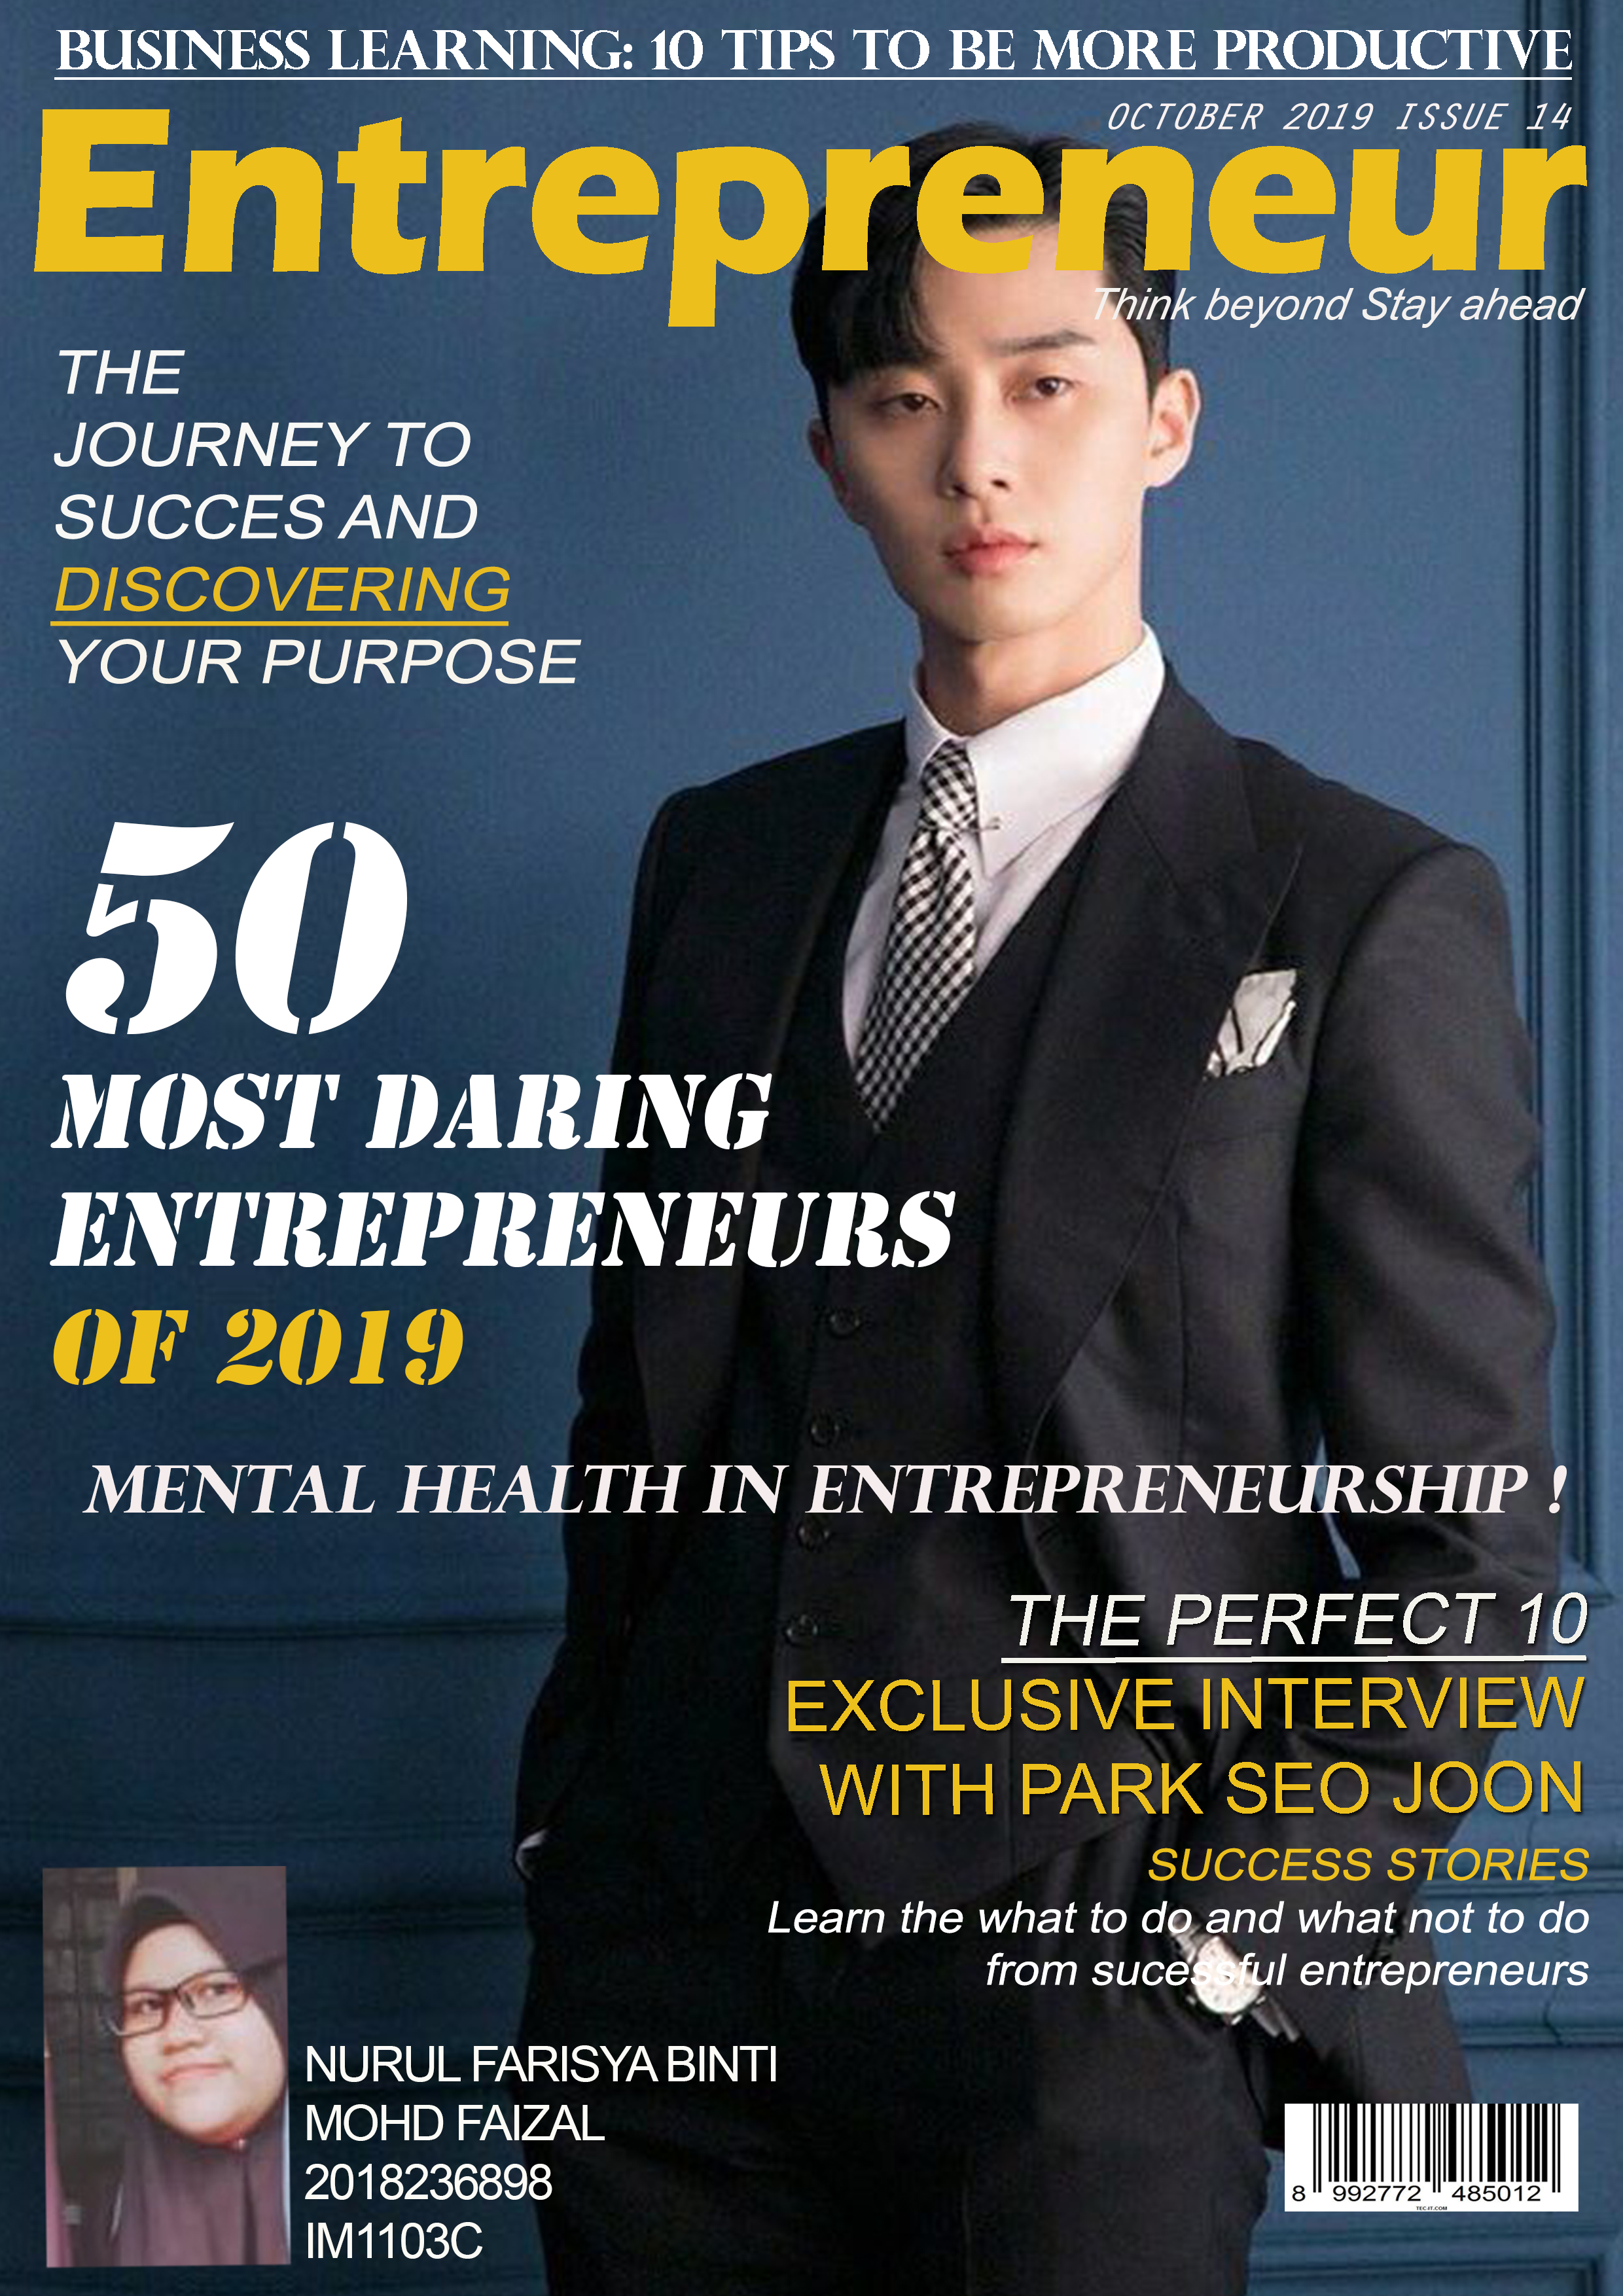 BUSINESS LEARNING: 10 TIPS TO BE MORE PRODUCTIVE
OCTOBER 2019 ISSUE 14
Entrepreneur
Think beyond Stay ahead
THE
JOURNEY TO
SUCCES AND
DISCOVERING
YOUR PURPOSE
50
MOST DARING
ENTREPRENEURS
OF 2019
MENTAL HEALTH IN ENTREPRENEURSHIP !
THE PERFECT 10
EXCLUSIVE INTERVIEW
WITH PARK SEO JOON
SUCCESS STORIES
Learn the what to do and what not to do
from sucessful entrepreneurs
NURUL FARISYA BINTI
MOHD FAIZAL
2018236898
IM1103C
8 992772 485012
TEC-IT.COM